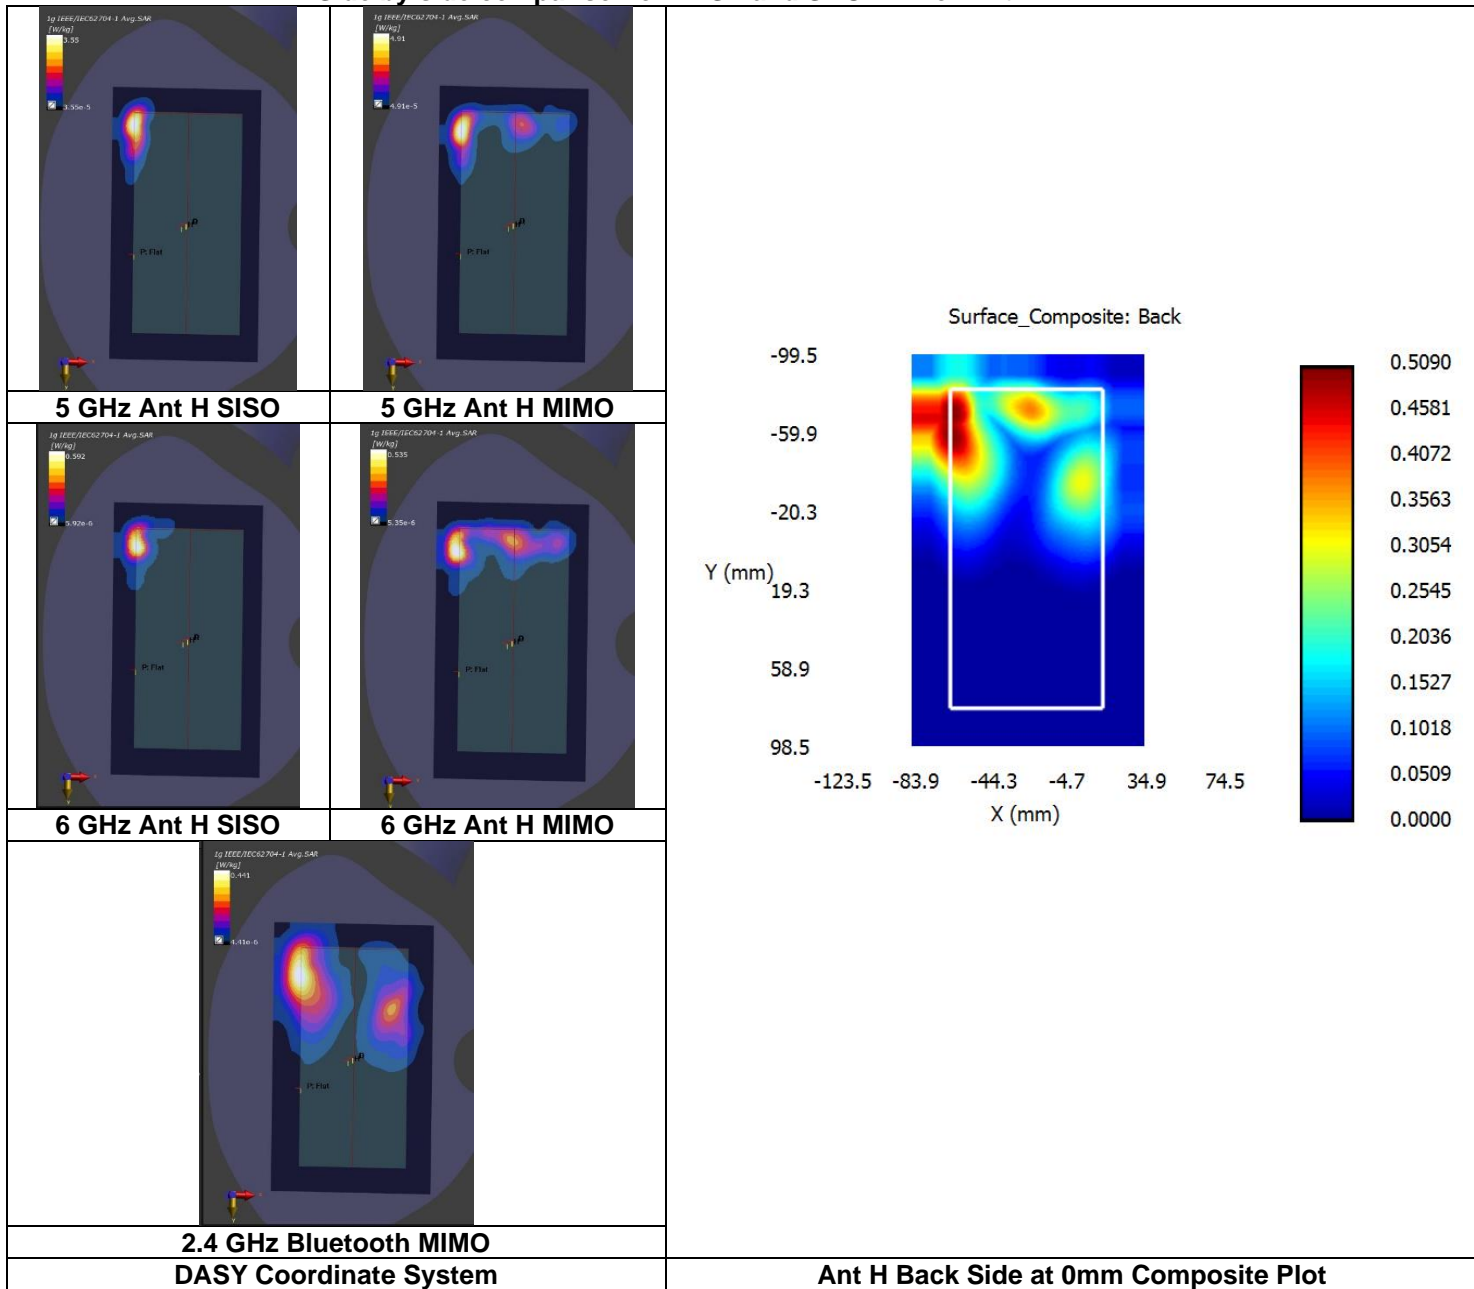 1g IEEE/IEC62704-1 Avg.SAR
[W/kg]
3.55
3.55e-5
P: Flat
5 GHz Ant H SISO
1g IEEE/IEC62704-1 Avg.SAR
[W/kg]
4.91
4.91e-5
P: Flat
5 GHz Ant H MIMO
1g IEEE/IEC62704-1 Avg.SAR
[W/kg]
0.592
5.92e-6
P: Flat
6 GHz Ant H SISO
1g IEEE/IEC62704-1 Avg.SAR
[W/kg]
0.535
5.35e-6
P: Flat
6 GHz Ant H MIMO
1g IEEE/IEC62704-1 Avg.SAR
[W/kg]
0.441
4.41e-6
P: Flat
2.4 GHz Bluetooth MIMO
DASY Coordinate System
Surface_Composite: Back
-99.5
-59.9
-20.3
Y (mm)
19.3
58.9
98.5
-123.5 -83.9 -44.3 -4.7 34.9 74.5
X (mm)
0.5090
0.4581
0.4072
0.3563
0.3054
0.2545
0.2036
0.1527
0.1018
0.0509
0.0000
Ant H Back Side at 0mm Composite Plot